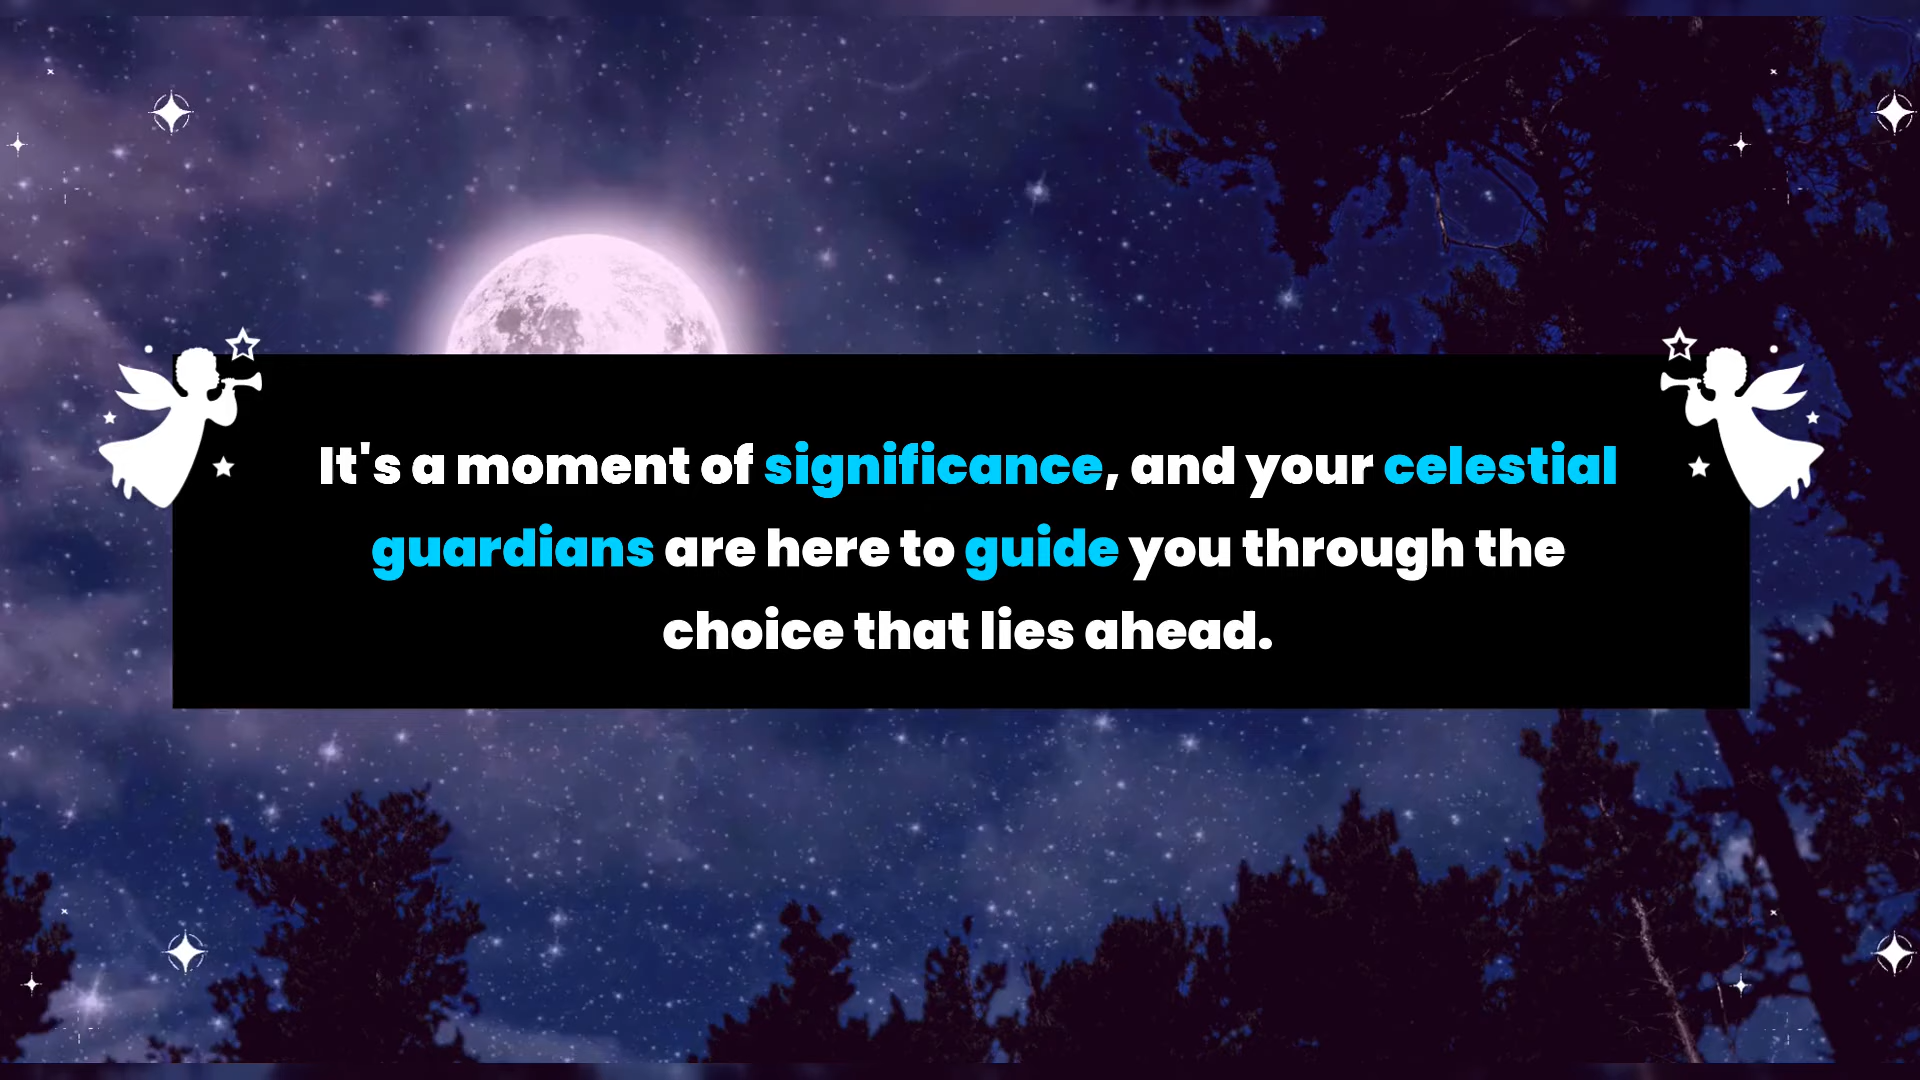 It's a moment of significance, and your celestial
guardians are here to guide you through the
choice that lies ahead.